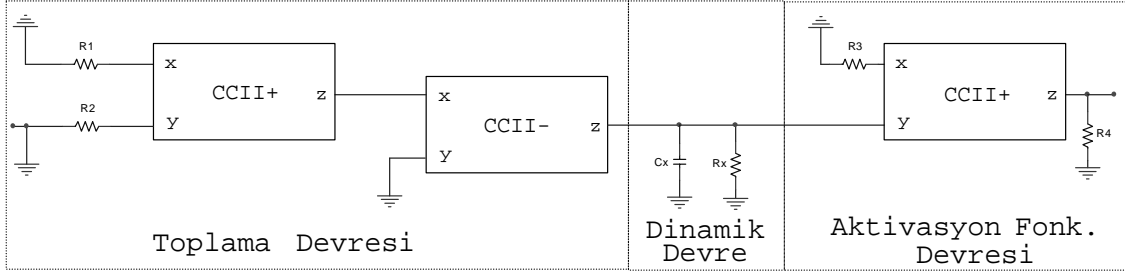 R1
x
CCII+
z
R2
y
x
CCII-
z
y
Cx
Rx
R3
x
CCII+
z
y
R4
Toplama Devresi
Dinamik
Devre
Aktivasyon Fonk.
Devresi